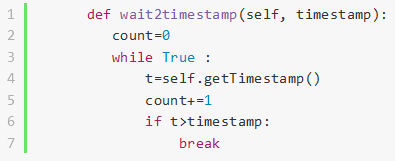 1 def wait2timestamp(self, timestamp):
2 count=0
3 while True :
4 t=self.getTimestamp()
5 count+=1
6 if t>timestamp:
7 break